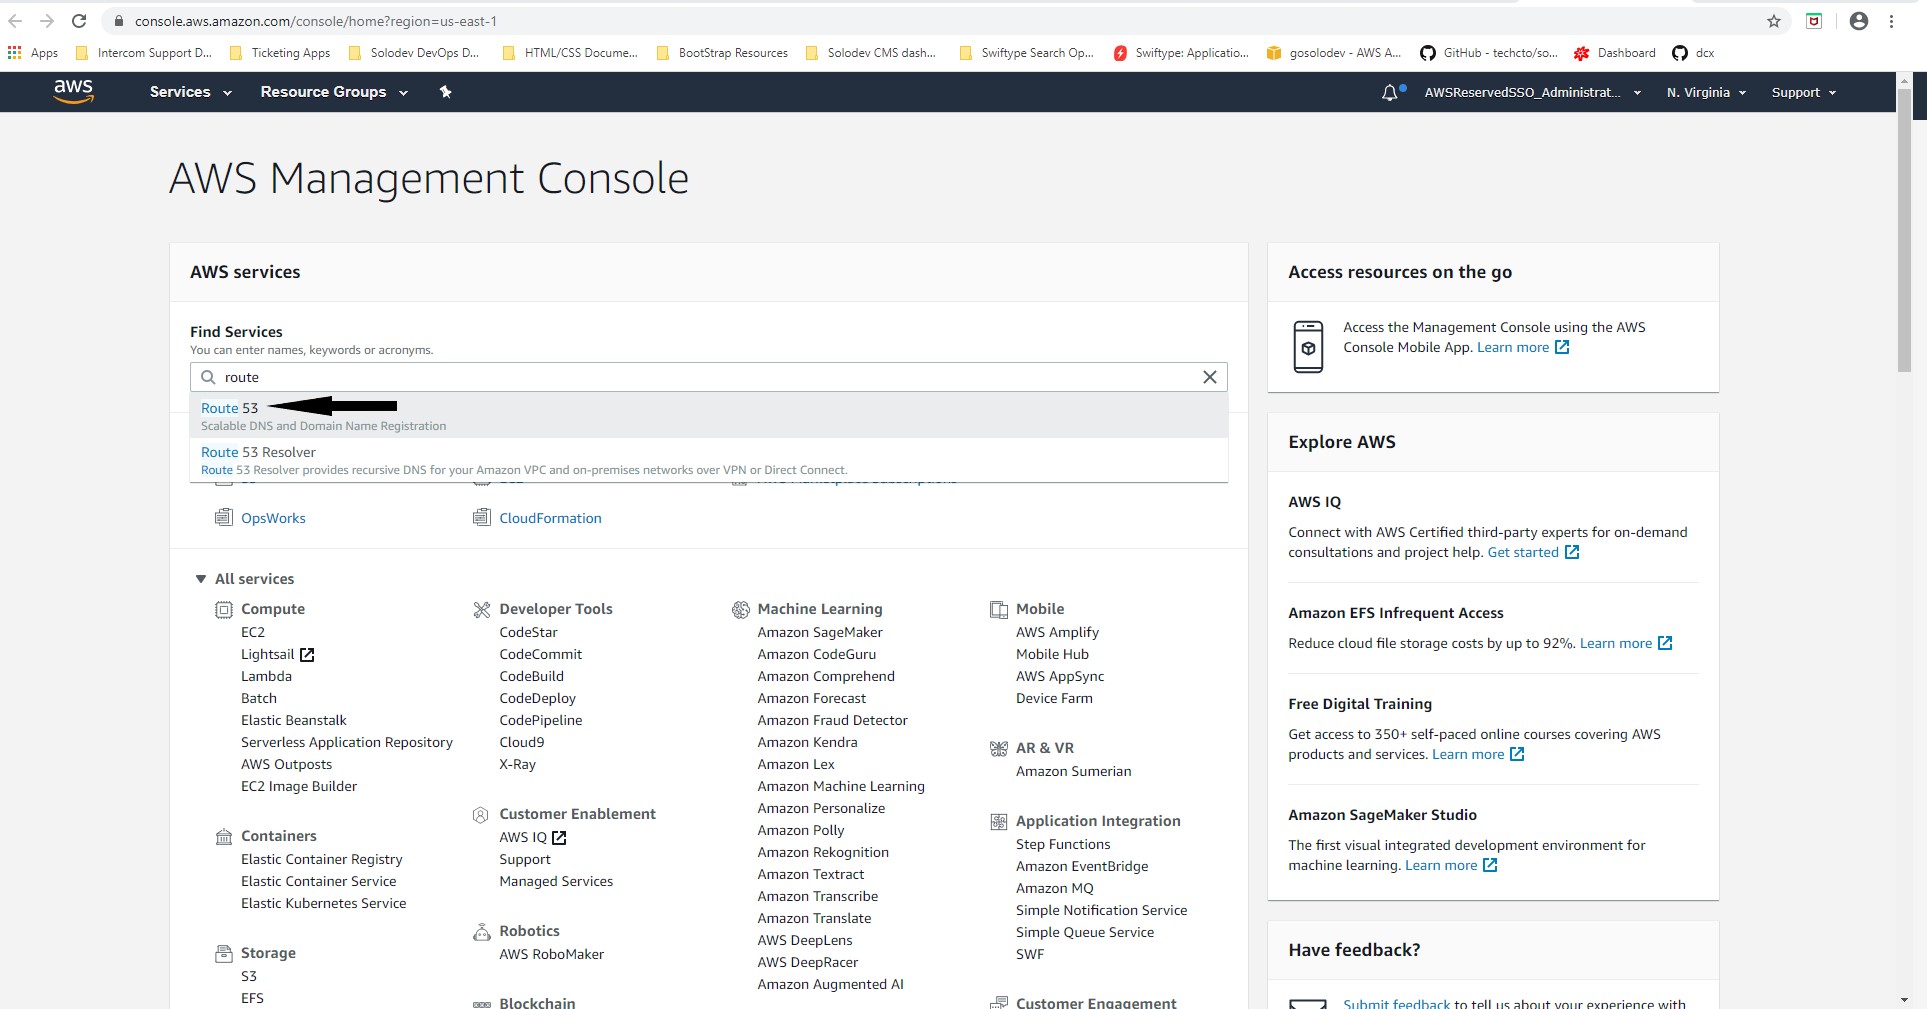 console.aws.amazon.com/console/home?region=us-east-1
Apps
Intercom Support D...
Ticketing Apps
Solodev DevOps D...
HTML/CSS Docume...
BootStrap Resources
Solodev CMS dash...
Swiftype Search Op...
Swiftype: Applicatio...
gosolodev - AWS A...
GitHub - techcto/so...
Dashboard
dcx
aws
Services
Resource Groups
AWSReservedSSO_Administrat...
N. Virginia
Support
AWS Management Console
AWS services
Find Services
You can enter names, keywords or acronyms.
route
Route 53
Scalable DNS and Domain Name Registration
Route 53 Resolver
Route 53 Resolver provides recursive DNS for your Amazon VPC and on-premises networks over VPN or Direct Connect.
OpsWorks
CloudFormation
All services
Compute
EC2
Lightsail
Lambda
Batch
Elastic Beanstalk
Serverless Application Repository
AWS Outposts
EC2 Image Builder
Containers
Elastic Container Registry
Elastic Container Service
Elastic Kubernetes Service
Storage
S3
EFS
Developer Tools
CodeStar
CodeCommit
CodeBuild
CodeDeploy
CodePipeline
Cloud9
X-Ray
Customer Enablement
AWS IQ
Support
Managed Services
Robotics
AWS RoboMaker
Blockchain
Machine Learning
Amazon SageMaker
Amazon CodeGuru
Amazon Comprehend
Amazon Forecast
Amazon Fraud Detector
Amazon Kendra
Amazon Lex
Amazon Machine Learning
Amazon Personalize
Amazon Polly
Amazon Rekognition
Amazon Textract
Amazon Transcribe
Amazon Translate
AWS DeepLens
AWS DeepRacer
Amazon Augmented AI
Mobile
AWS Amplify
Mobile Hub
AWS AppSync
Device Farm
AR & VR
Amazon Sumerian
Application Integration
Step Functions
Amazon EventBridge
Amazon MQ
Simple Notification Service
Simple Queue Service
SWF
Customer Engagement
Access resources on the go
Access the Management Console using the AWS
Console Mobile App. Learn more
Explore AWS
AWS IQ
Connect with AWS Certified third-party experts for on-demand
consultations and project help. Get started
Amazon EFS Infrequent Access
Reduce cloud file storage costs by up to 92%. Learn more
Free Digital Training
Get access to 350+ self-paced online courses covering AWS
products and services. Learn more
Amazon SageMaker Studio
The first visual integrated development environment for
machine learning. Learn more
Have feedback?
Submit feedback to tell us about your experience with